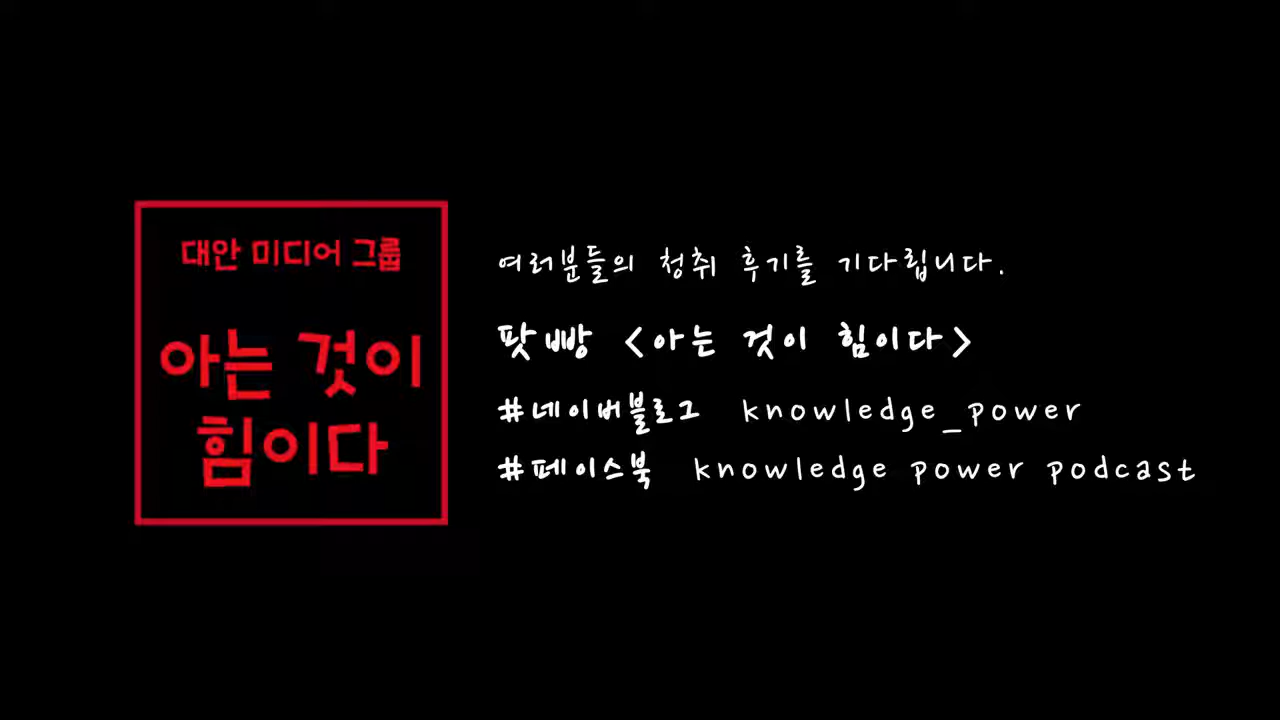 대안 미디어 그룹
아는 것이
힘이다
여러분들의 청취 후기를 기다립니다.
팟빵 <아는 것이 힘이다>
#네이버블로그 knowledge_power
#페이스북 knowledge power podcast